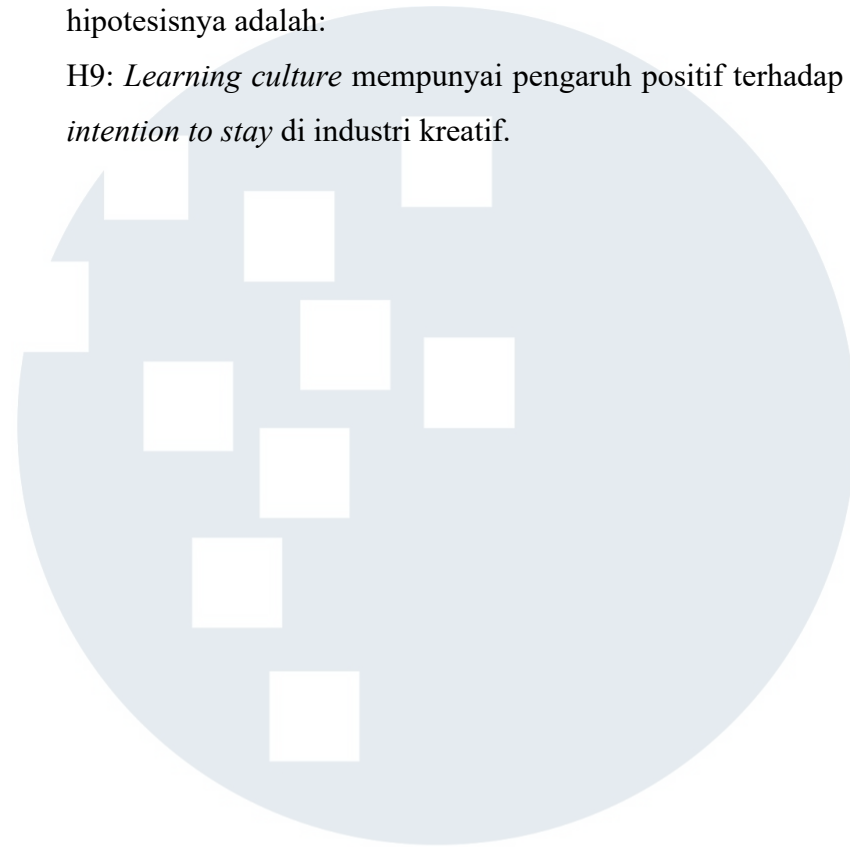 hipotesisnya adalah:
H9: Learning culture mempunyai pengaruh positif terhadap
intention to stay di industri kreatif.